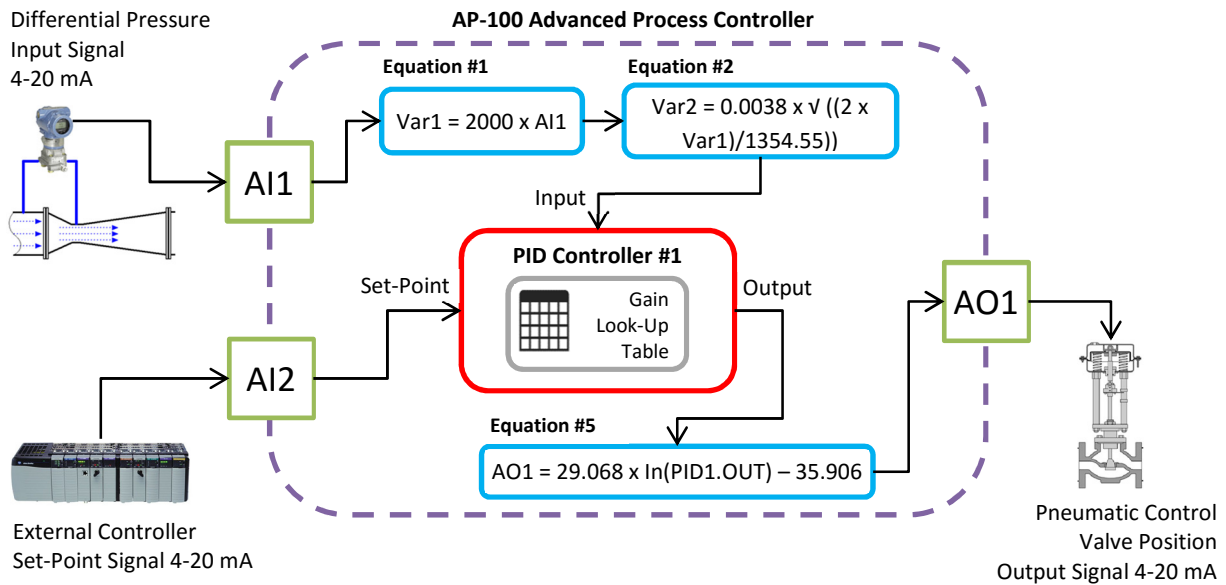 Differential Pressure
Input Signal
4-20 mA
AP-100 Advanced Process Controller
Equation #1
Var1 = 2000 x AI1
Equation #2
Var2 = 0.0038 x √ ((2 x
Var1)/1354.55))
AI1
Input
PID Controller #1
Gain
Look-Up
Table
Set-Point
Output
AI2
AO1
Equation #5
AO1 = 29.068 x In(PID1.OUT) – 35.906
External Controller
Set-Point Signal 4-20 mA
Pneumatic Control
Valve Position
Output Signal 4-20 mA